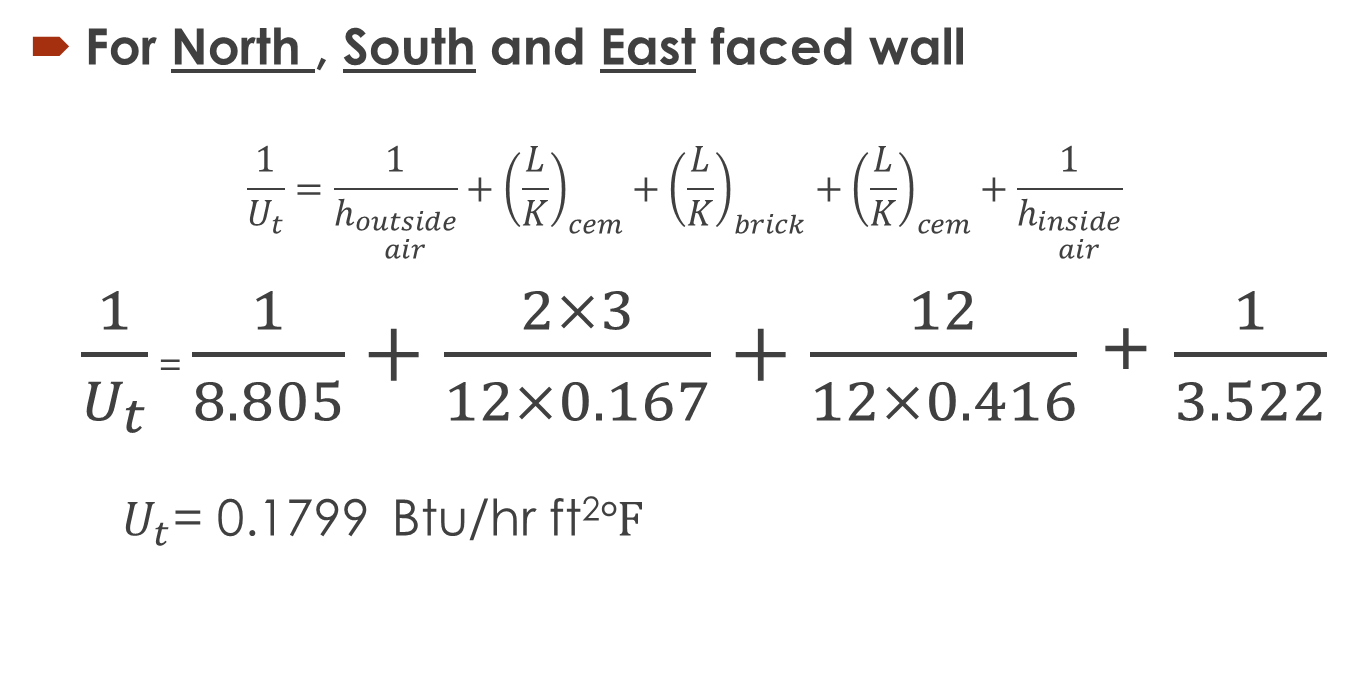 For North , South and East faced wall
1/U_t = 1/h_outside air + (L/K)_cem + (L/K)_brick + (L/K)_cem + 1/h_inside air
1/U_t = 1/8.805 + 2×3/12×0.167 + 12/12×0.416 + 1/3.522
U_t= 0.1799 Btu/hr ft²°F